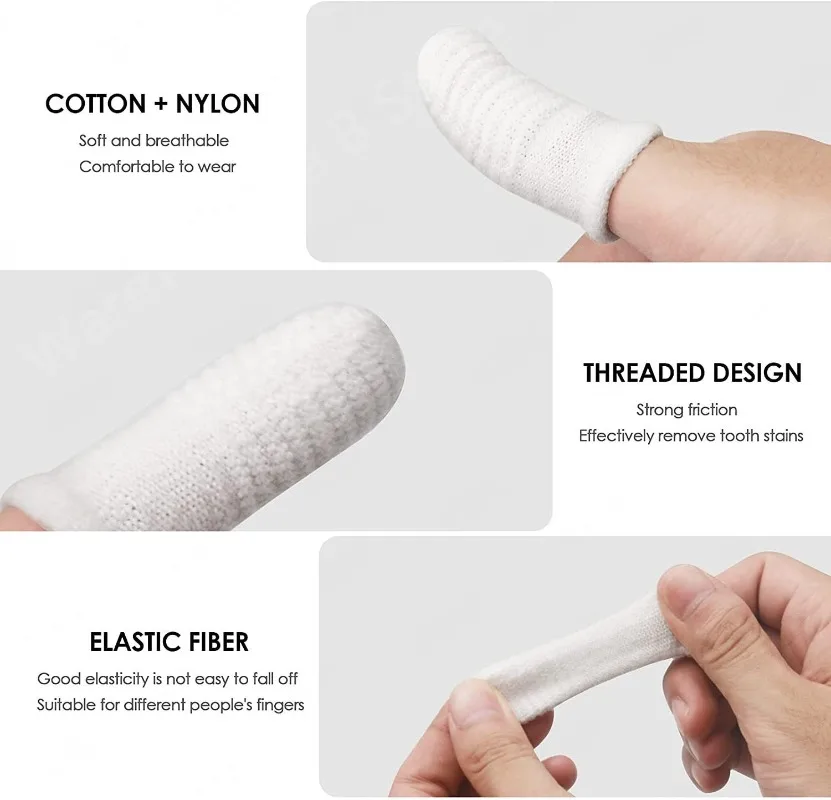 COTTON + NYLON
Soft and breathable
Comfortable to wear
THREADED DESIGN
Strong friction
Effectively remove tooth stains
ELASTIC FIBER
Good elasticity is not easy to fall off
Suitable for different people's fingers